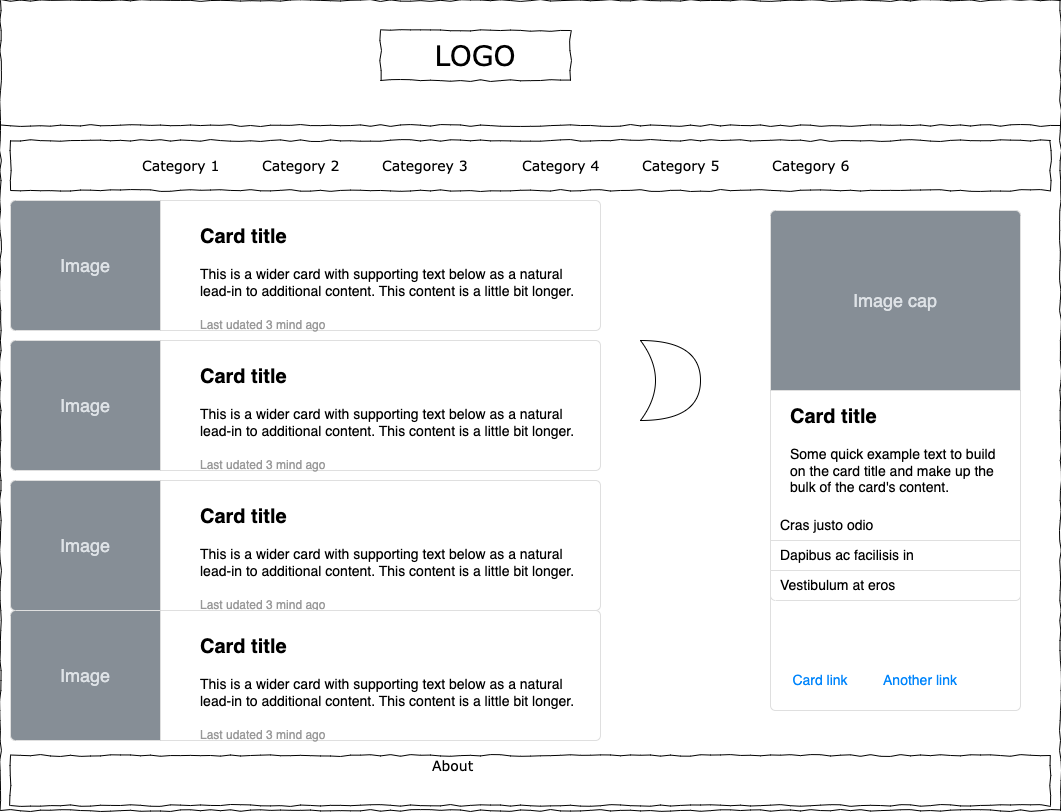 LOGO
Category 1
Category 2
Categorey 3
Category 4
Category 5
Category 6
Image
Card title
This is a wider card with supporting text below as a natural
lead-in to additional content. This content is a little bit longer.
Last udated 3 mind ago
Image
Card title
This is a wider card with supporting text below as a natural
lead-in to additional content. This content is a little bit longer.
Last udated 3 mind ago
Image
Card title
This is a wider card with supporting text below as a natural
lead-in to additional content. This content is a little bit longer.
Last udated 3 mind ago
Image
Card title
This is a wider card with supporting text below as a natural
lead-in to additional content. This content is a little bit longer.
Last udated 3 mind ago
Image cap
Card title
Some quick example text to build
on the card title and make up the
bulk of the card's content.
Cras justo odio
Dapibus ac facilisis in
Vestibulum at eros
Card link
Another link
About